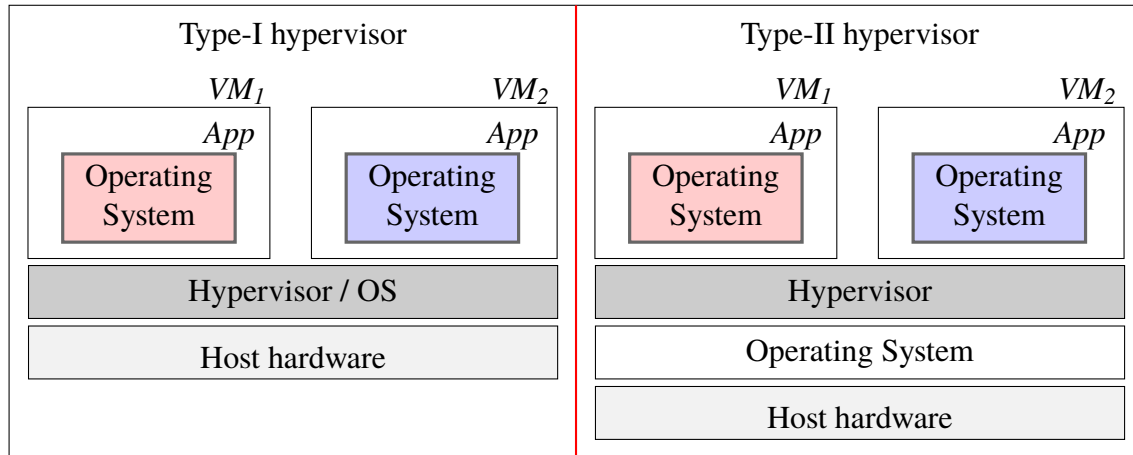 Type-I hypervisor
VM1
VM2
App
App
Operating
System
Operating
System
Hypervisor / OS
Host hardware
Type-II hypervisor
VM1
VM2
App
App
Operating
System
Operating
System
Hypervisor
Operating System
Host hardware